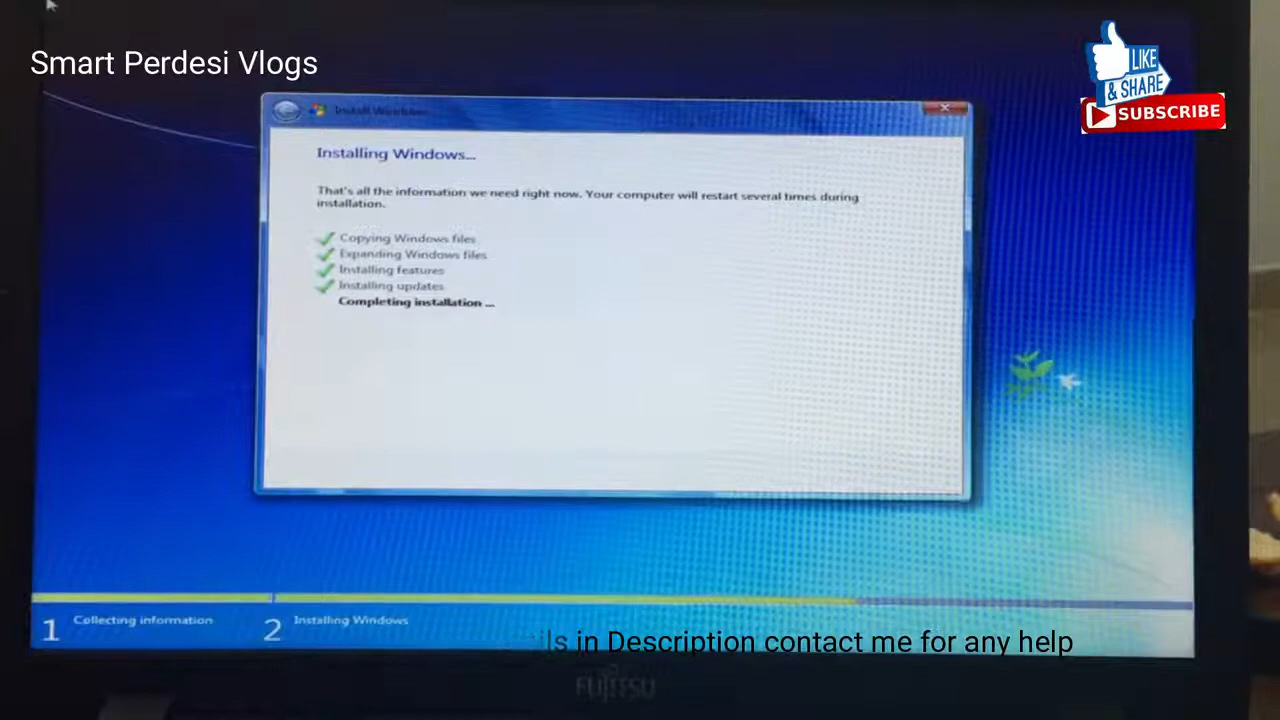 Smart Perdesi Vlogs
LIKE
& SHARE
SUBSCRIBE
Install Windows
Installing Windows...
That's all the information we need right now. Your computer will restart several times during
installation.
Copying Windows files
Expanding Windows files
Installing features
Installing updates
Completing installation ...
1 Collecting information
2 Installing Windows
in Description contact me for any help
FUJITSU